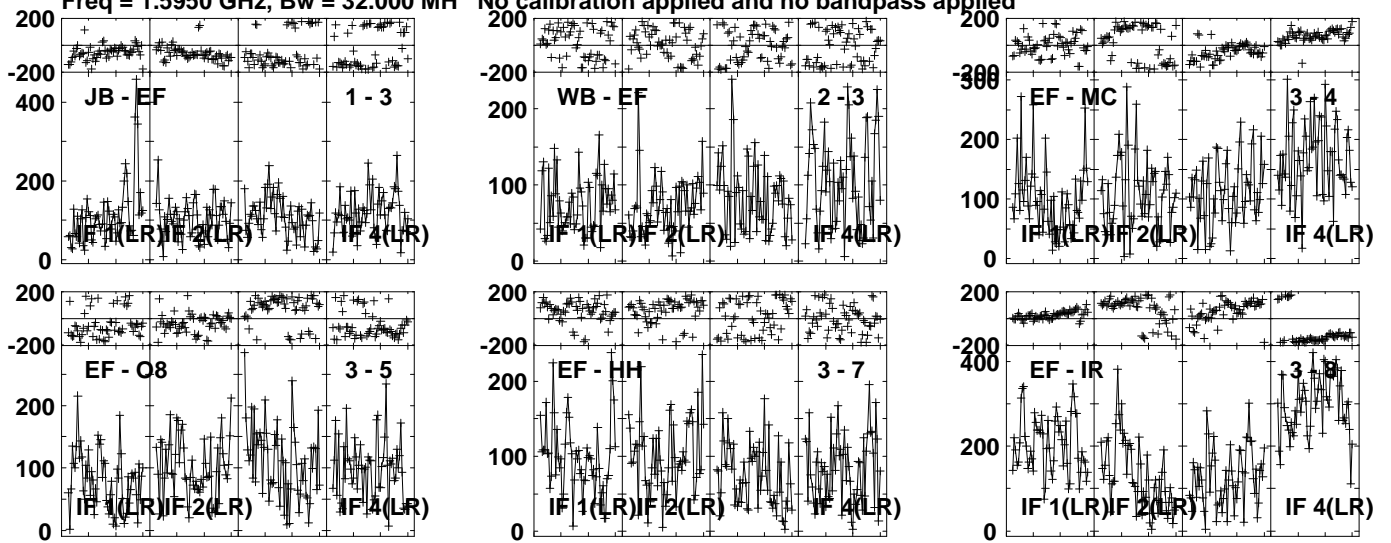 Freq = 1.5950 GHz, Bw = 32.000 MH No calibration applied and no bandpass applied
200
-200
JB - EF 1 - 3
400
200
0
IF 1(LR) IF 2(LR) IF 4(LR)
200
-200
WB - EF 2 - 3
200
100
0
IF 1(LR) IF 2(LR) IF 4(LR)
200
-200
300
EF - MC 3 - 4
200
100
0
IF 1(LR) IF 2(LR) IF 4(LR)
200
-200
EF - O8 3 - 5
200
100
0
IF 1(LR) IF 2(LR) IF 4(LR)
200
-200
EF - HH 3 - 7
200
100
0
IF 1(LR) IF 2(LR) IF 4(LR)
200
-200
EF - IR 3 - 8
400
200
0
IF 1(LR) IF 2(LR) IF 4(LR)